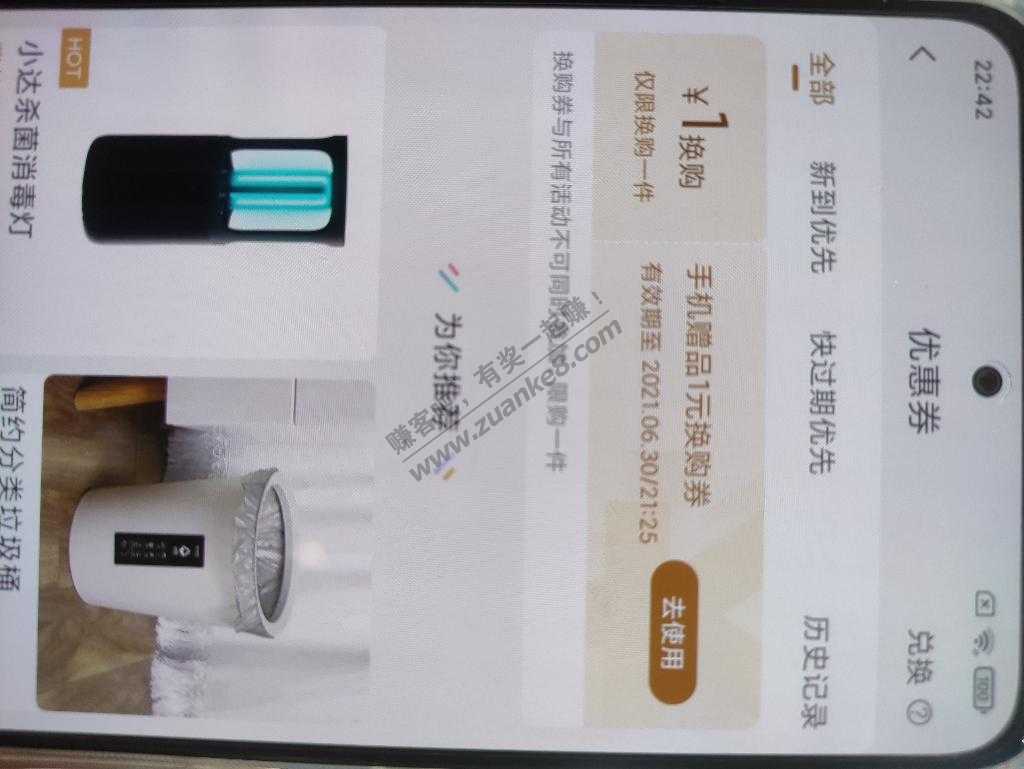 22:42
100
优惠券
兑换
全部
新到优先
快过期优先
历史记录
¥1换购
仅限换购一件
手机赠品1元换购券
有效期至 2021.06.30/21:25
去使用
换购券与所有活动不可同
限购一件
为你推荐
HOT
小达杀菌消毒灯
简约分类垃圾桶
赚客吧，有奖一起赚！
www.zuanke8.com